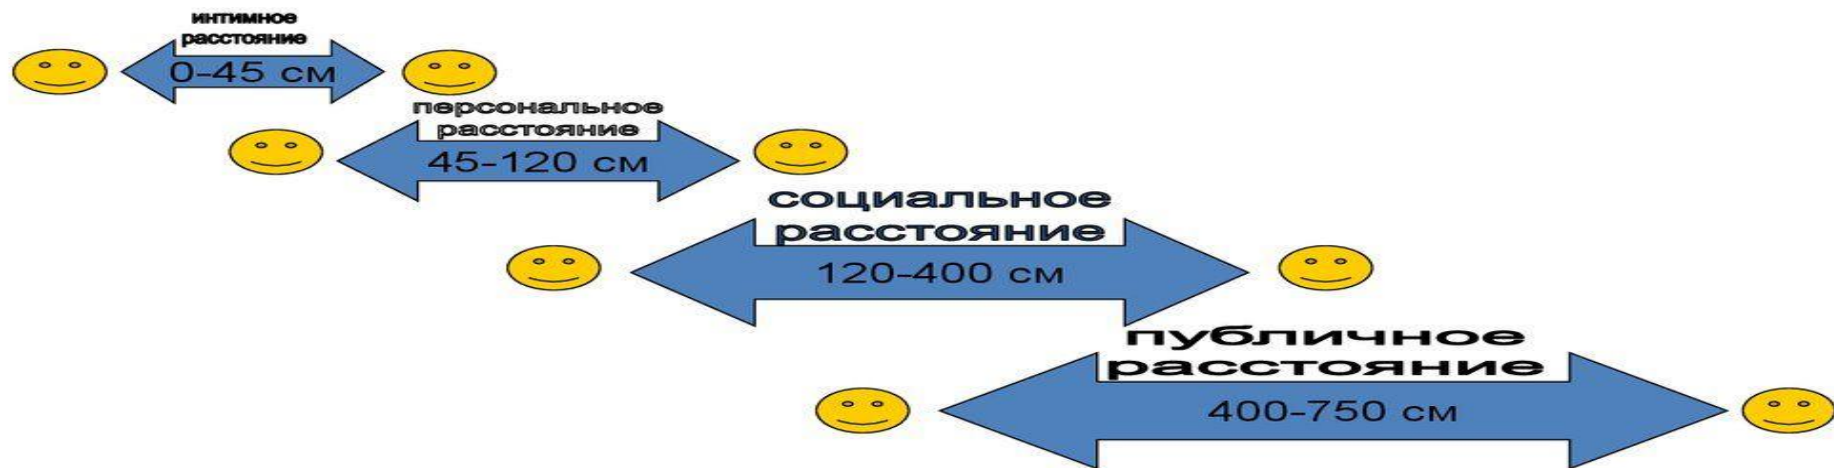 интимное
расстояние
0-45 см
персональное
расстояние
45-120 см
социальное
расстояние
120-400 см
публичное
расстояние
400-750 см